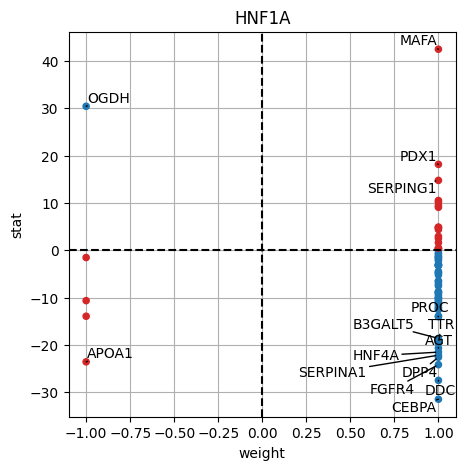 HNF1A
MAFA
OGDH
PDX1
SERPING1
PROC
B3GALT5
TTR
AGT
HNF4A
APOA1
SERPINA1
DPP4
FGFR4
DDC
CEBPA
40
30
20
10
0
−10
−20
−30
stat
−1.00
−0.75
−0.50
−0.25
0.00
0.25
0.50
0.75
1.00
weight